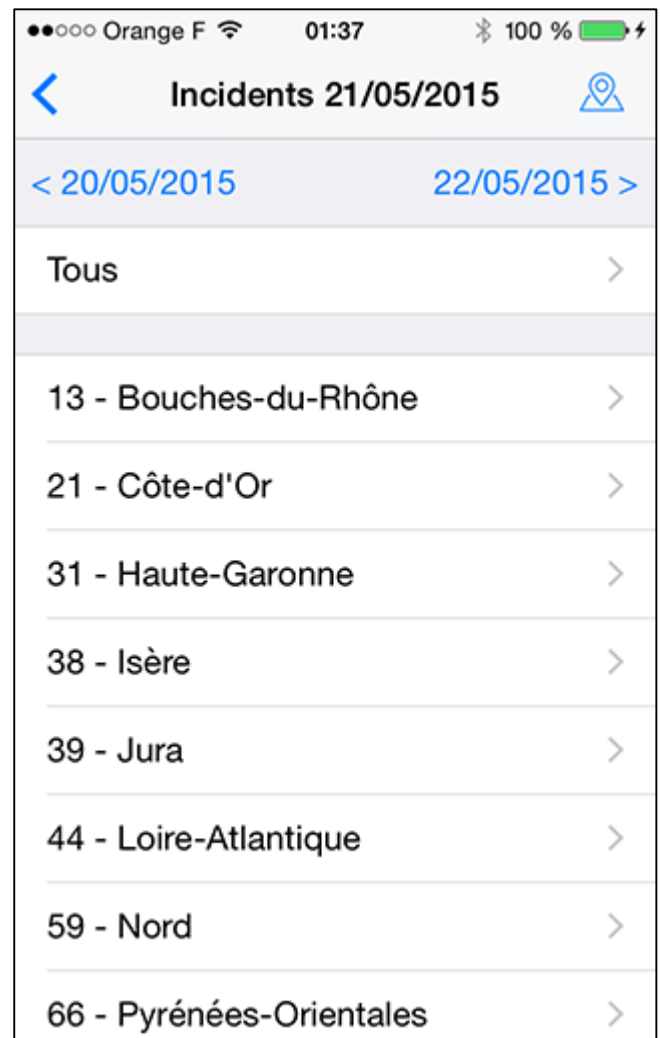 Orange F 01:37 100 %
Incidents 21/05/2015
< 20/05/2015 22/05/2015 >
Tous
13 - Bouches-du-Rhône
21 - Côte-d'Or
31 - Haute-Garonne
38 - Isère
39 - Jura
44 - Loire-Atlantique
59 - Nord
66 - Pyrénées-Orientales